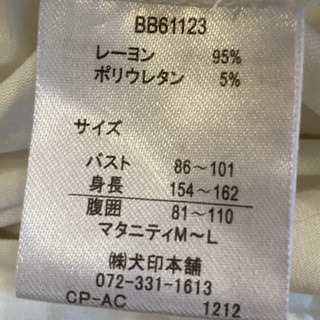 BB61123
レーヨン 95%
ポリウレタン 5%
サイズ
バスト 86～101
身長 154～162
腹囲 81～110
マタニティM～L
㈱犬印本舗
072-331-1613
CP-AC 1212